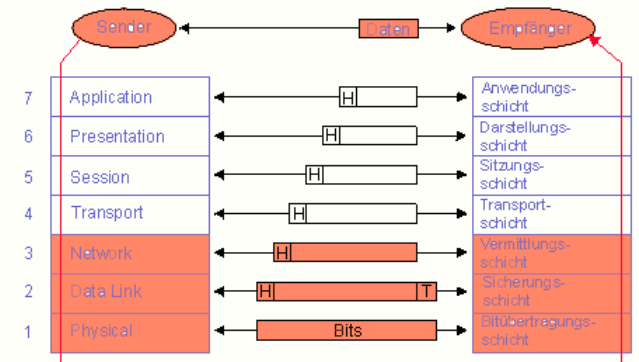 Sender Daten Empfänger
7 Application H Anwendungs-
schicht
6 Presentation H Darstellungs-
schicht
5 Session H Sitzungs-
schicht
4 Transport H Transport-
schicht
3 Network H Vermittlungs-
schicht
2 Data Link H T Sicherungs-
schicht
1 Physical Bits Bitübertragungs-
schicht